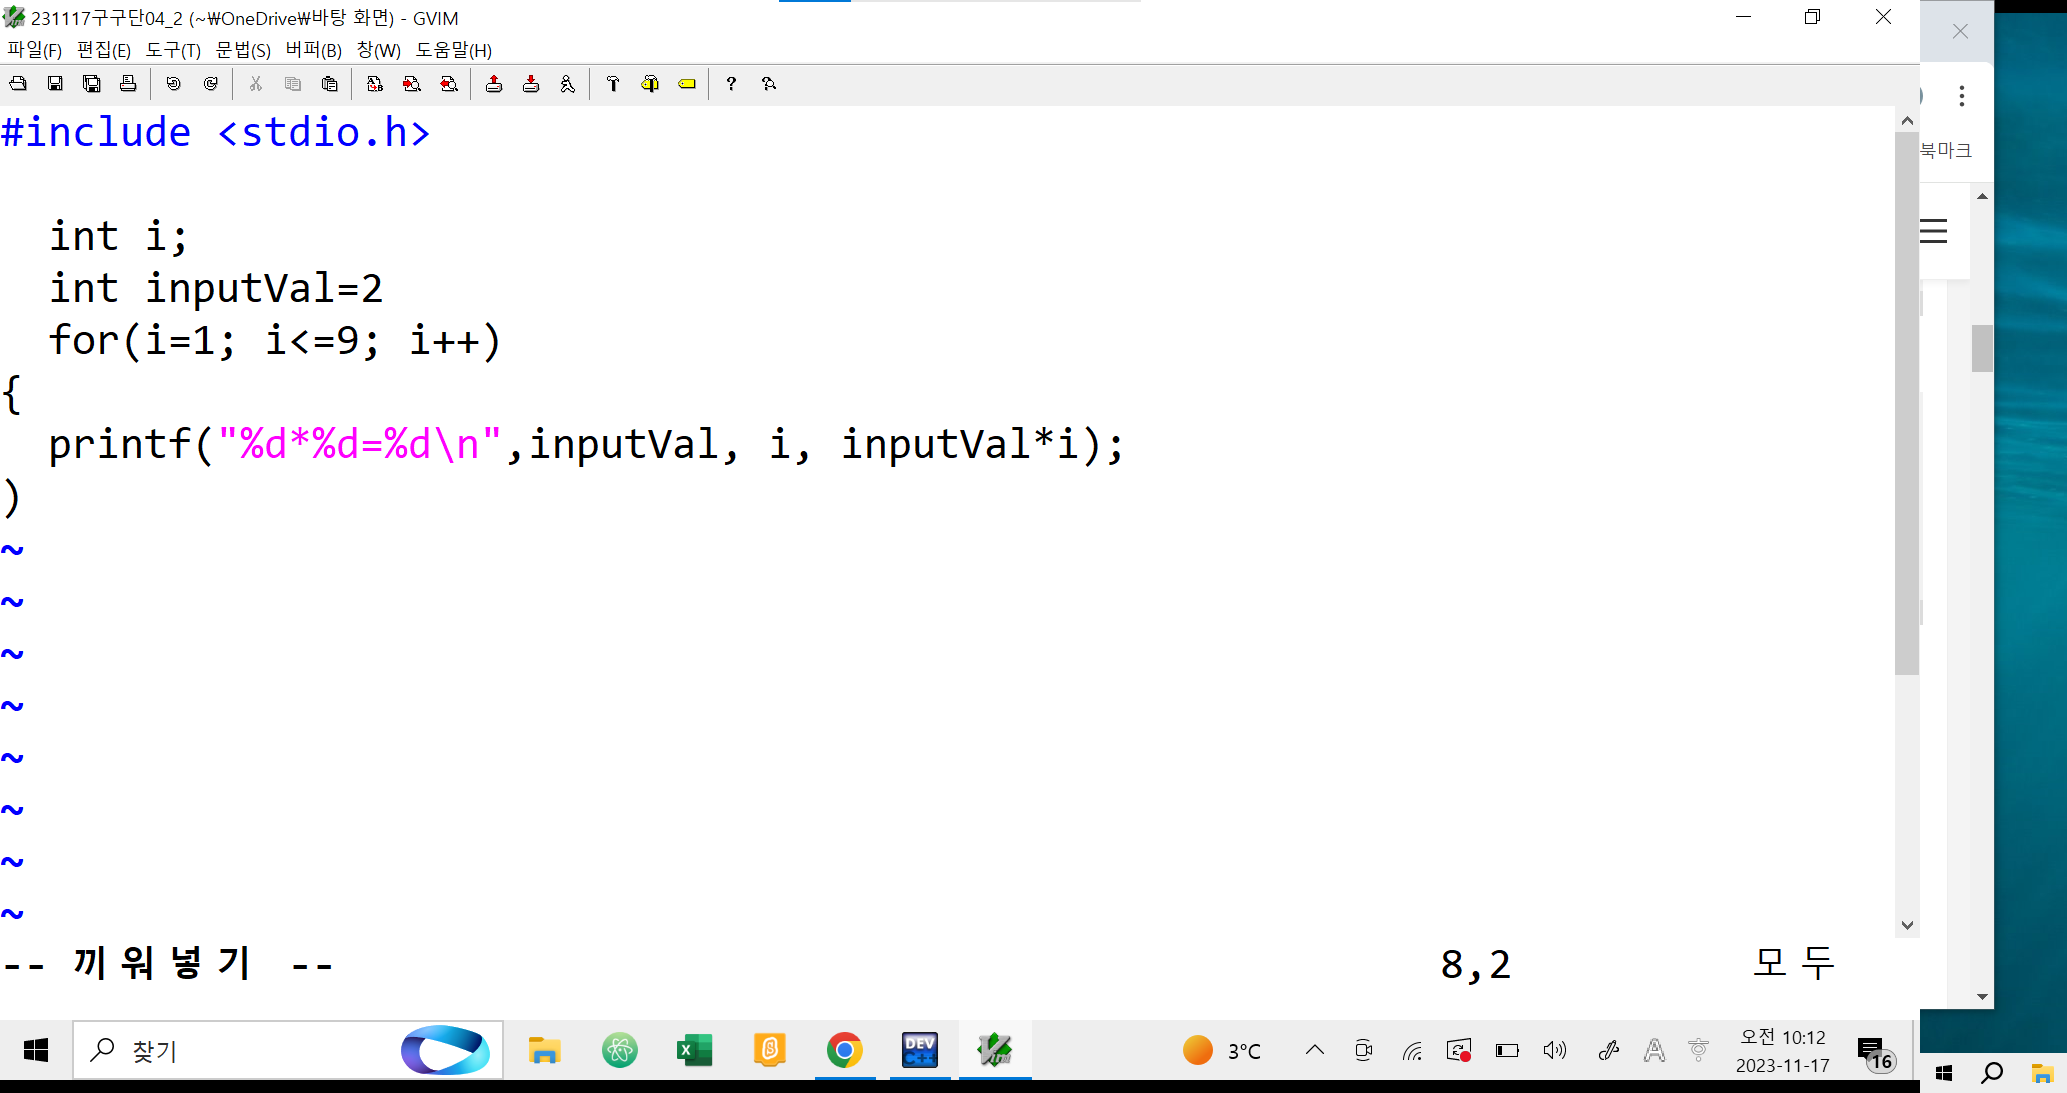 231117구구단04_2 (~₩OneDrive₩바탕 화면) - GVIM
파일(F) 편집(E) 도구(T) 문법(S) 버퍼(B) 창(W) 도움말(H)
북마크
#include <stdio.h>
int i;
int inputVal=2
for(i=1; i<=9; i++)
{
printf("%d*%d=%d\n",inputVal, i, inputVal*i);
)
~
~
~
~
~
~
~
~
-- 끼워넣기 -- 8,2 모두
찾기
DEV C++
3°C
오전 10:12
2023-11-17
16